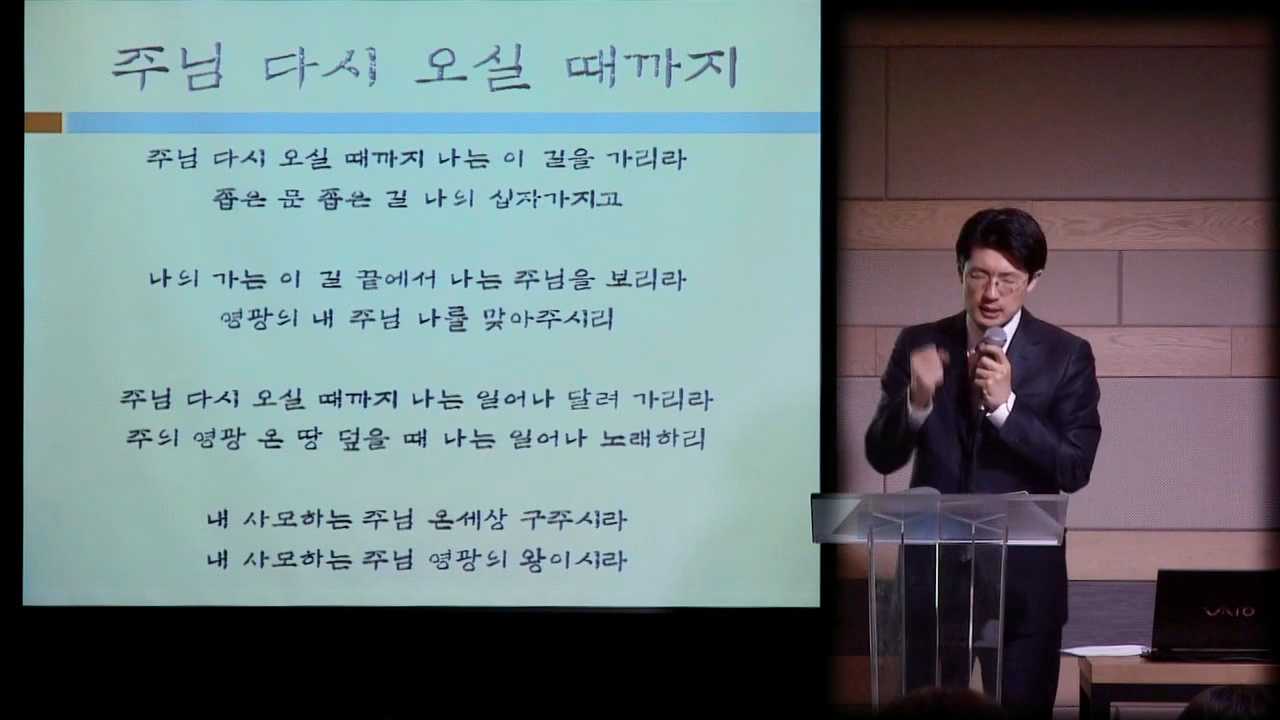 주님 다시 오실 때까지
주님 다시 오실 때까지 나는 이 길을 가리라
좁은 문 좁은 길 나의 십자가지고
나의 가는 이 길 끝에서 나는 주님을 보리라
영광의 내 주님 나를 맞아주시리
주님 다시 오실 때까지 나는 일어나 달려 가리라
주의 영광 온 땅 덮을 때 나는 일어나 노래하리
내 사모하는 주님 온세상 구주시라
내 사모하는 주님 영광의 왕이시라
VAIO